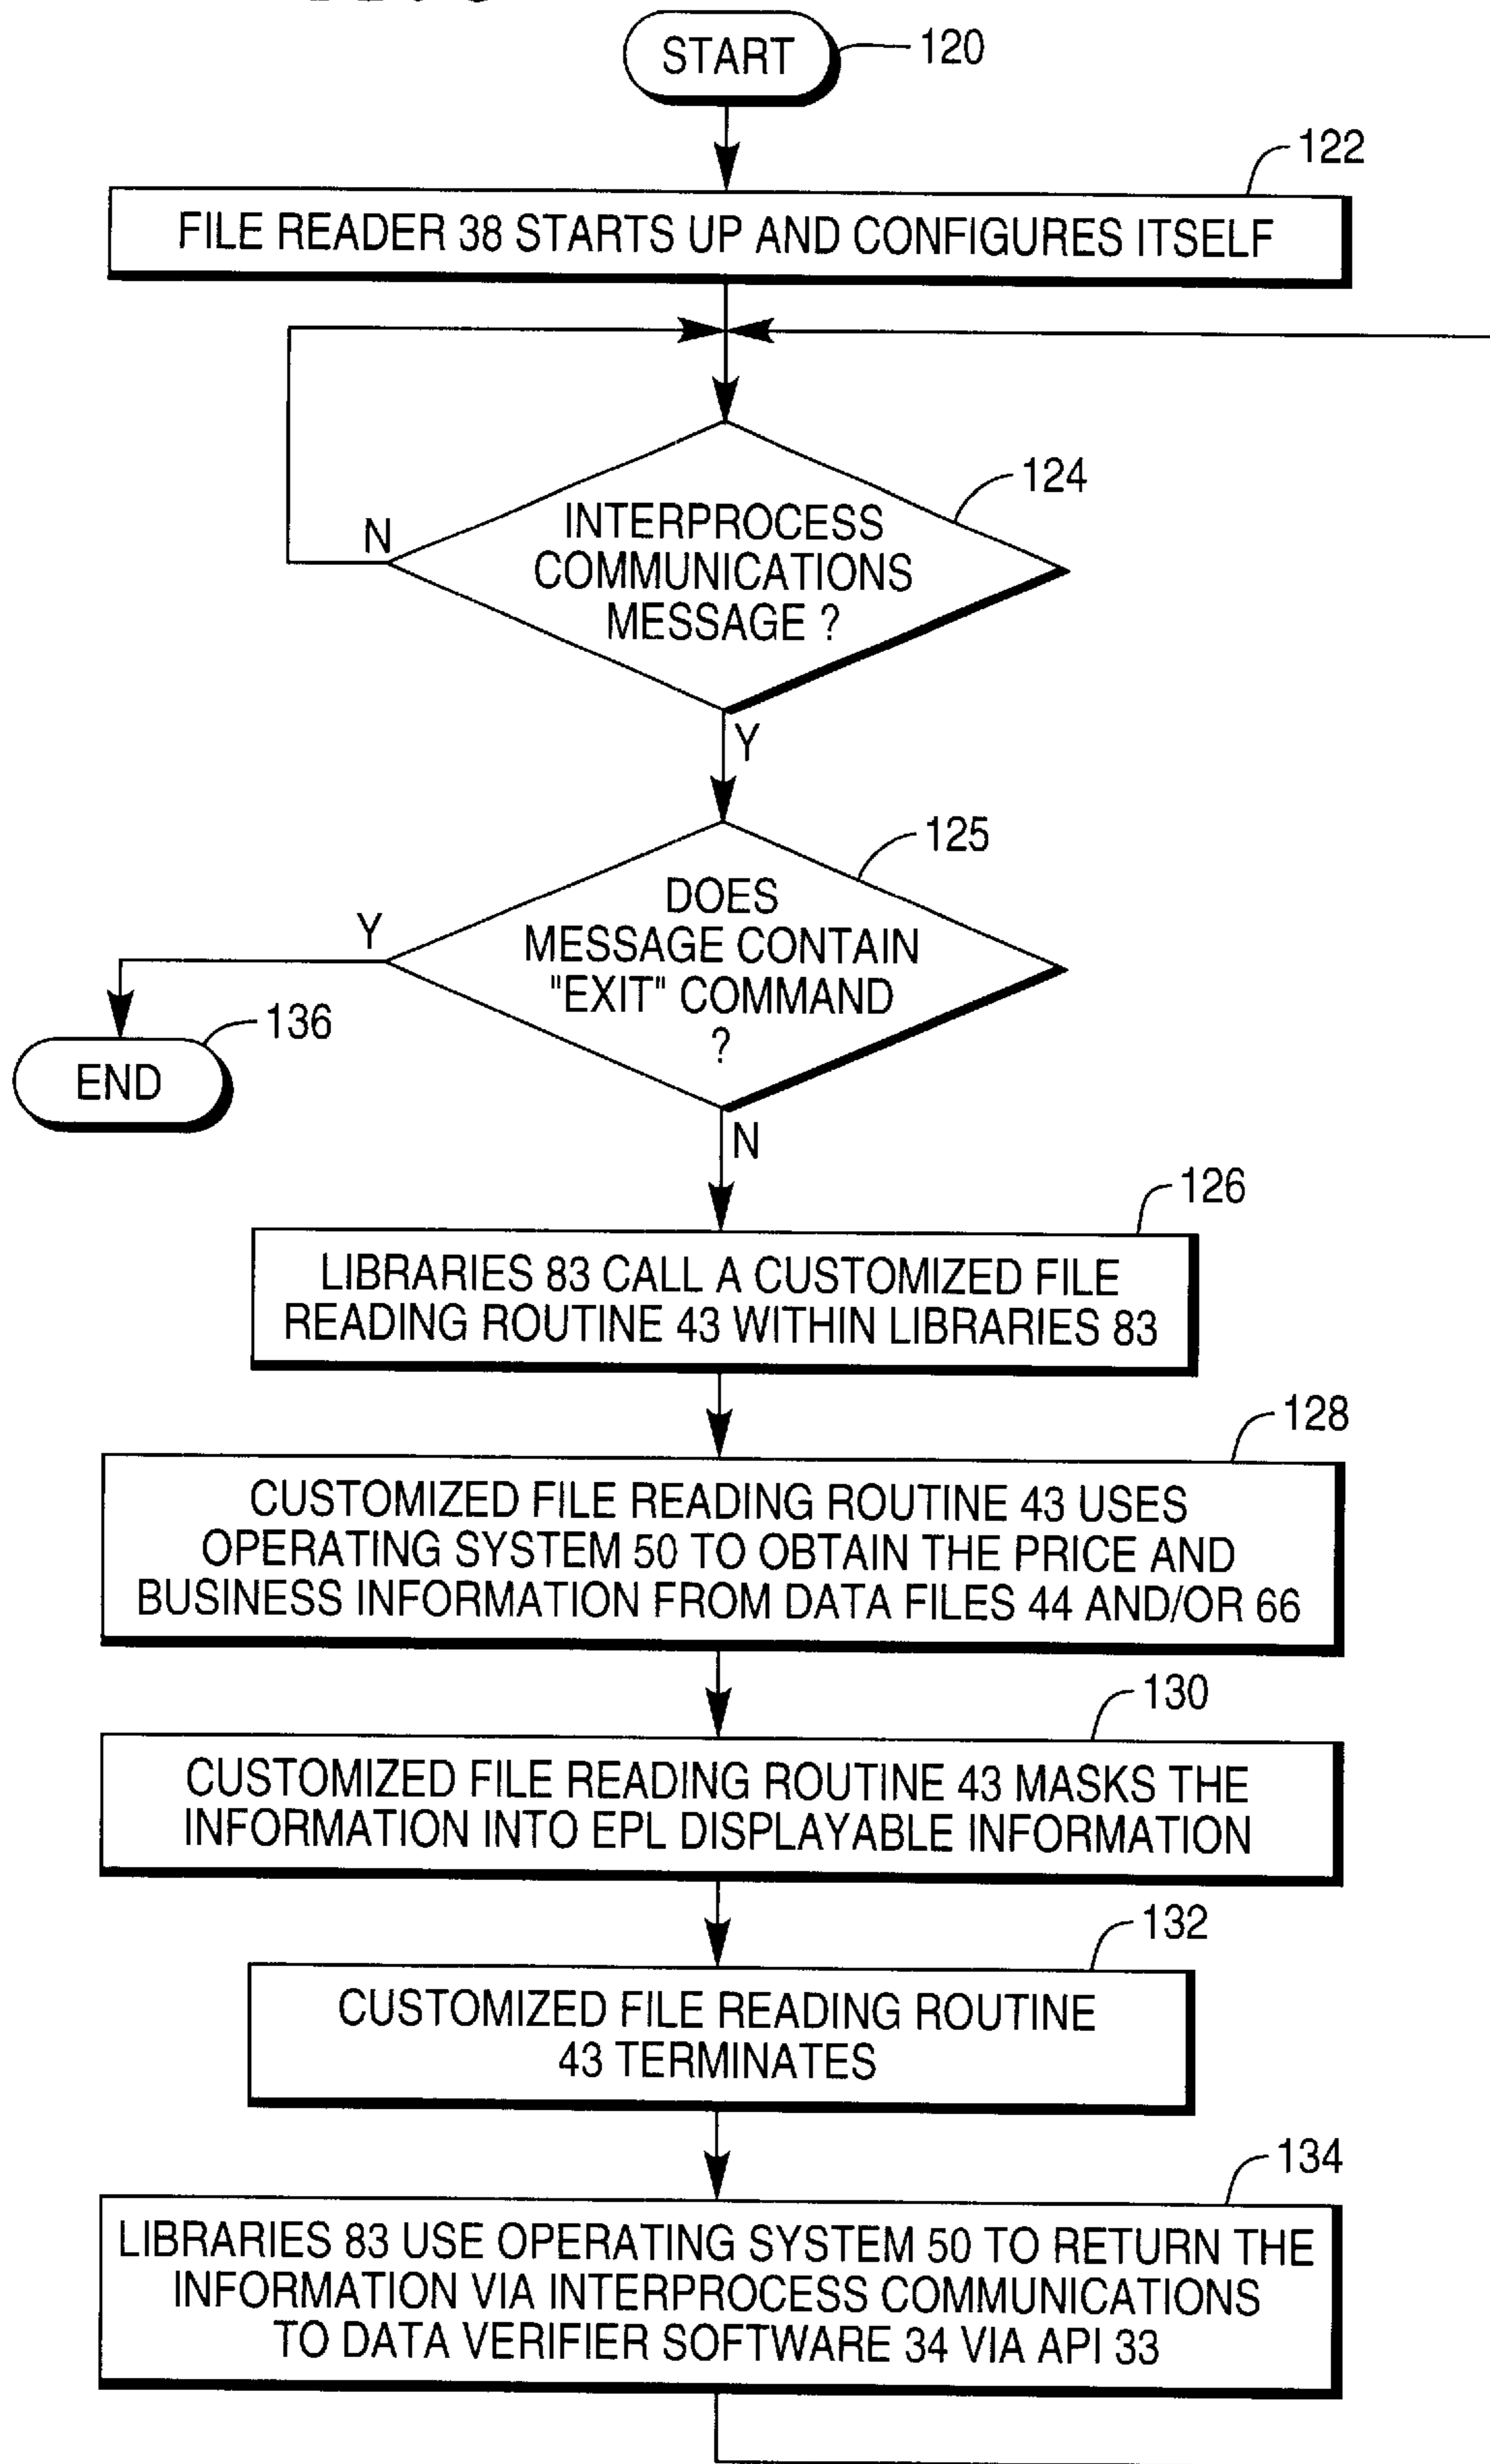 START
120
122
FILE READER 38 STARTS UP AND CONFIGURES ITSELF
124
N
INTERPROCESS
COMMUNICATIONS
MESSAGE ?
Y
125
Y
DOES
MESSAGE CONTAIN
"EXIT" COMMAND
?
136
END
N
126
LIBRARIES 83 CALL A CUSTOMIZED FILE
READING ROUTINE 43 WITHIN LIBRARIES 83
128
CUSTOMIZED FILE READING ROUTINE 43 USES
OPERATING SYSTEM 50 TO OBTAIN THE PRICE AND
BUSINESS INFORMATION FROM DATA FILES 44 AND/OR 66
130
CUSTOMIZED FILE READING ROUTINE 43 MASKS THE
INFORMATION INTO EPL DISPLAYABLE INFORMATION
132
CUSTOMIZED FILE READING ROUTINE
43 TERMINATES
134
LIBRARIES 83 USE OPERATING SYSTEM 50 TO RETURN THE
INFORMATION VIA INTERPROCESS COMMUNICATIONS
TO DATA VERIFIER SOFTWARE 34 VIA API 33